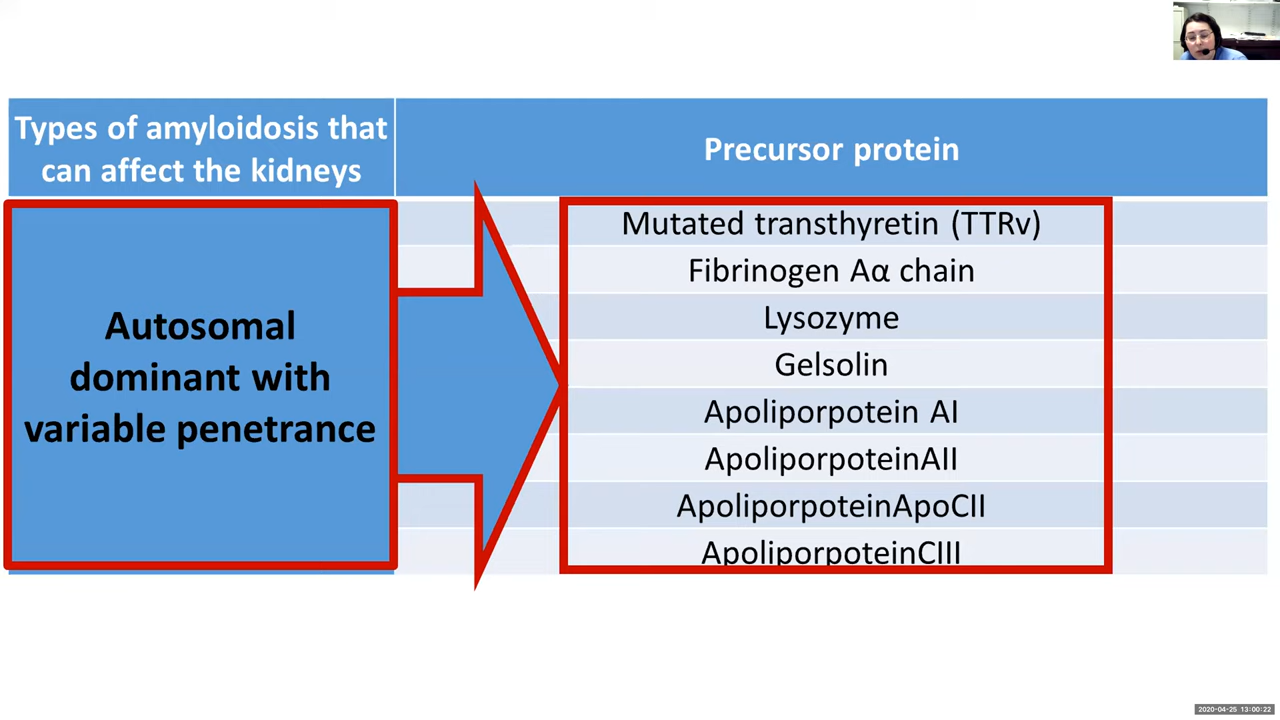 Types of amyloidosis that
can affect the kidneys
Precursor protein
Autosomal
dominant with
variable penetrance
Mutated transthyretin (TTRv)
Fibrinogen Aα chain
Lysozyme
Gelsolin
Apoliporpotein AI
ApoliporpoteinAII
ApoliporpoteinApoCII
ApoliporpoteinCIII
2020-04-25 13:00:22